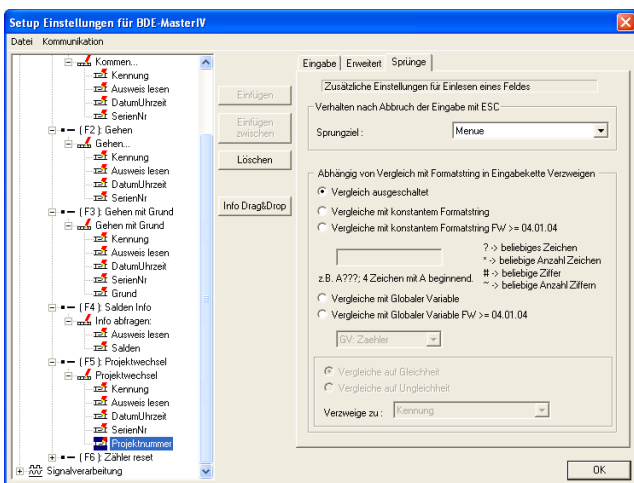 Setup Einstellungen für BDE-MasterIV
Datei Kommunikation
Kommen...
Kennung
Ausweis lesen
DatumUhrzeit
SerienNr
( F2 ): Gehen
Gehen...
Kennung
Ausweis lesen
DatumUhrzeit
SerienNr
( F3 ): Gehen mit Grund
Gehen mit Grund
Kennung
Ausweis lesen
DatumUhrzeit
SerienNr
Grund
( F4 ): Salden Info
Info abfragen:
Ausweis lesen
Salden
( F5 ): Projektwechsel
Projektwechsel
Kennung
Ausweis lesen
DatumUhrzeit
SerienNr
Projektnummer
( F6 ): Zähler reset
Signalverarbeitung
Einfügen
Einfügen
zwischen
Löschen
Info Drag&Drop
Eingabe Erweitert Sprünge
Zusätzliche Einstellungen für Einlesen eines Feldes
Verhalten nach Abbruch der Eingabe mit ESC
Sprungziel : Menue
Abhängig von Vergleich mit Formatstring in Eingabekette Verzweigen
Vergleich ausgeschaltet
Vergleiche mit konstantem Formatstring
Vergleiche mit konstantem Formatstring FW >= 04.01.04
? -> beliebiges Zeichen
* -> beliebige Anzahl Zeichen
# -> beliebige Ziffer
~ -> beliebige Anzahl Ziffern
z.B. A???; 4 Zeichen mit A beginnend.
Vergleiche mit Globaler Variable
Vergleiche mit Globaler Variable FW >= 04.01.04
GV: Zaehler
Vergleiche auf Gleichheit
Vergleiche auf Ungleichheit
Verzweige zu : Kennung
OK